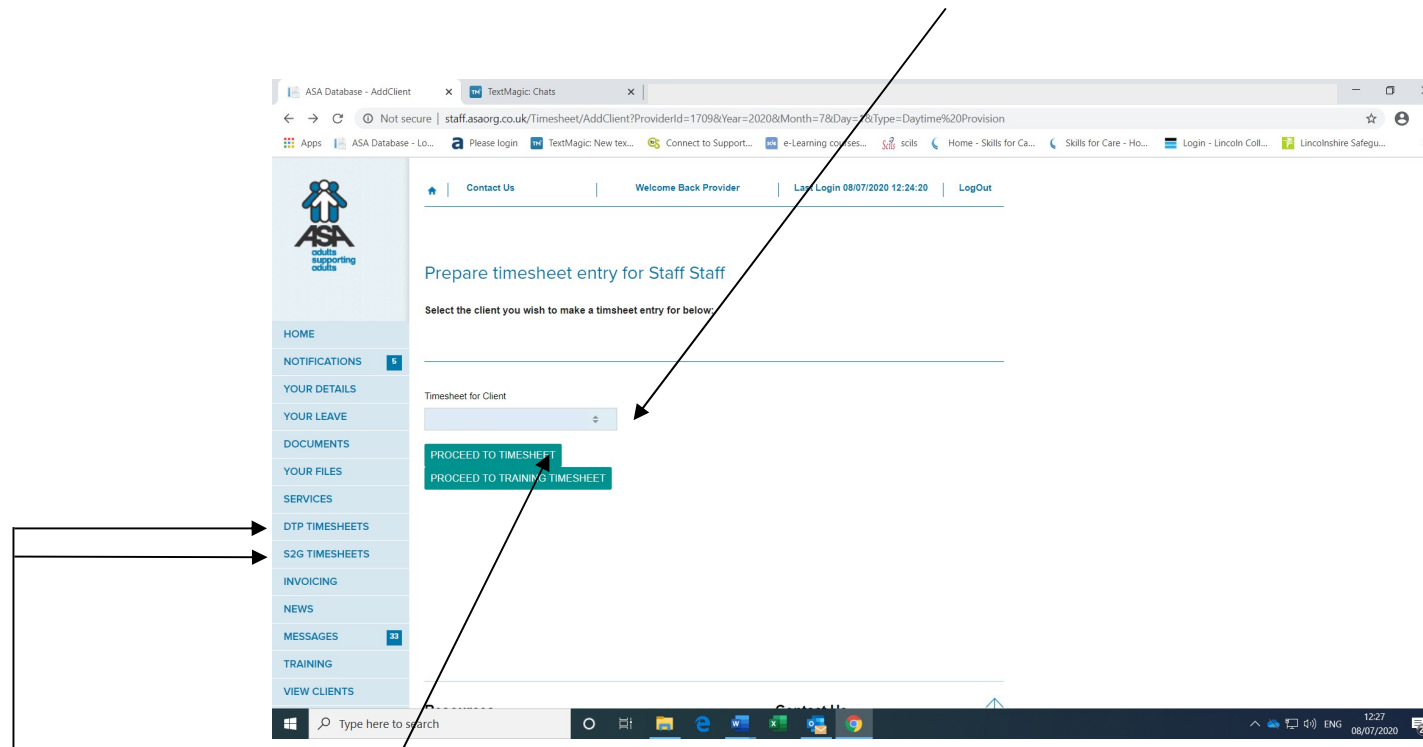 ASA Database - AddClient
TextMagic: Chats
Not secure | staff.asaorg.co.uk/Timesheet/AddClient?ProviderId=1709&Year=2020&Month=7&Day=1&Type=Daytime%20Provision
Apps ASA Database - Lo... Please login TextMagic: New tex... Connect to Support... e-Learning courses... scils Home - Skills for Ca... Skills for Care - Ho... Login - Lincoln Coll... Lincolnshire Safegu...
Contact Us | Welcome Back Provider | Last Login 08/07/2020 12:24:20 | LogOut
ASA
adults
supporting
adults
Prepare timesheet entry for Staff Staff
Select the client you wish to make a timsheet entry for below:
HOME
NOTIFICATIONS 5
YOUR DETAILS
YOUR LEAVE
DOCUMENTS
YOUR FILES
SERVICES
DTP TIMESHEETS
S2G TIMESHEETS
INVOICING
NEWS
MESSAGES 33
TRAINING
VIEW CLIENTS
Timesheet for Client
PROCEED TO TIMESHEET
PROCEED TO TRAINING TIMESHEET
Resources
Contact Us
Type here to search
ENG
12:27
08/07/2020